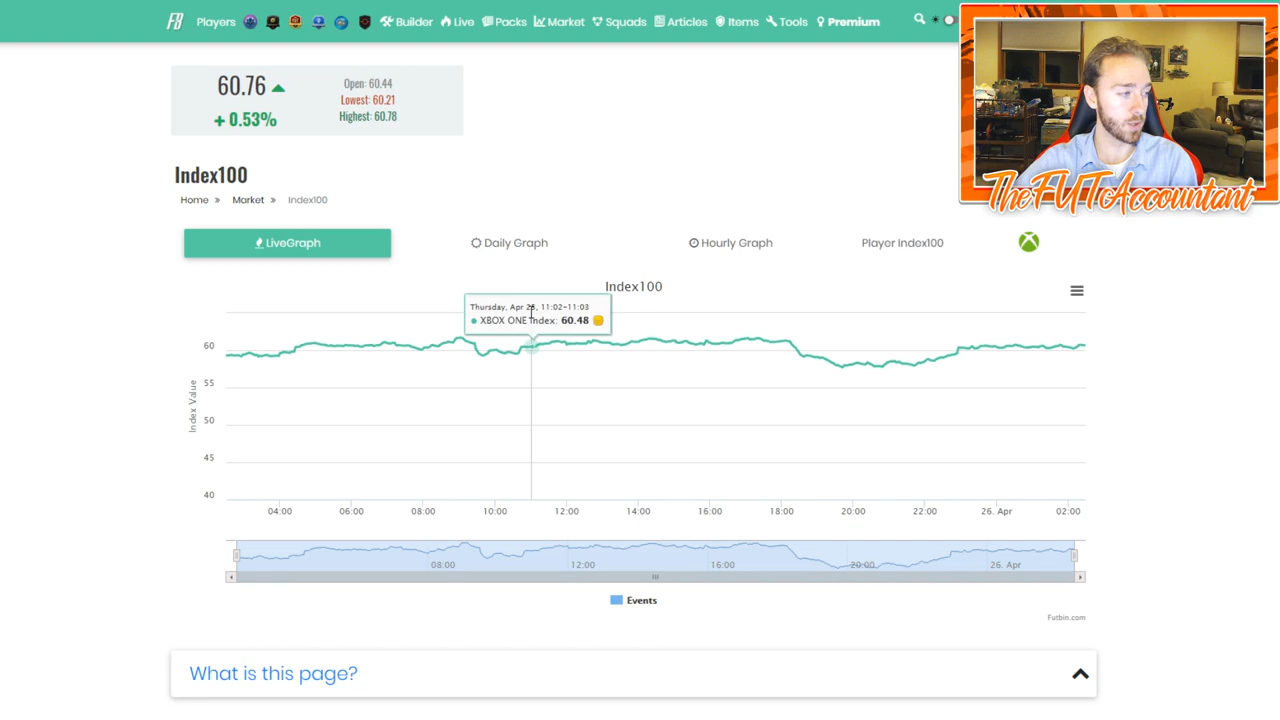 FB Players Builder Live Packs Market Squads Articles Items Tools Premium
60.76
+ 0.53%
Open: 60.44
Lowest: 60.21
Highest: 60.78
TheFUTAccountant
Index100
Home » Market » Index100
LiveGraph Daily Graph Hourly Graph Player Index100
Index100
Thursday, Apr 25, 11:02-11:03
XBOX ONE Index: 60.48
Index Value
60
55
50
45
40
04:00 06:00 08:00 10:00 12:00 14:00 16:00 18:00 20:00 22:00 26. Apr 02:00
08:00 12:00 16:00 20:00 26. Apr
Events
Futbin.com
What is this page?